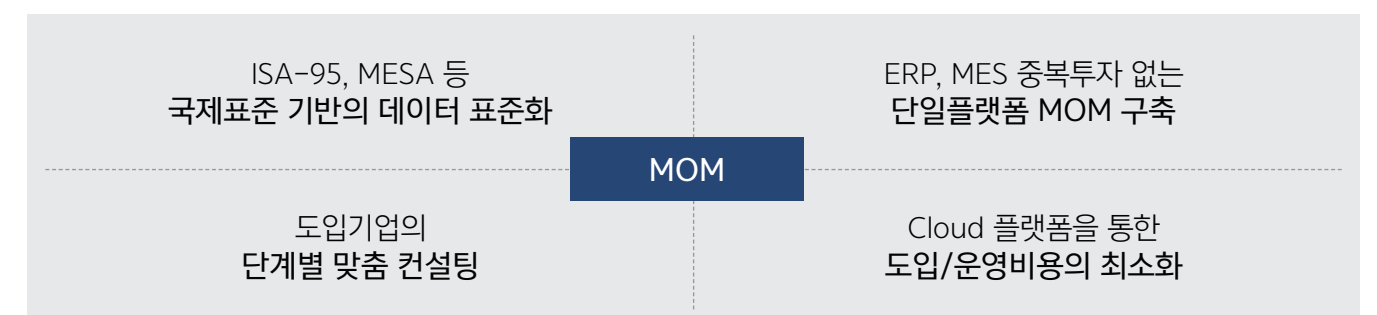 ISA-95, MESA 등
국제표준 기반의 데이터 표준화
ERP, MES 중복투자 없는
단일플랫폼 MOM 구축
MOM
도입기업의
단계별 맞춤 컨설팅
Cloud 플랫폼을 통한
도입/운영비용의 최소화